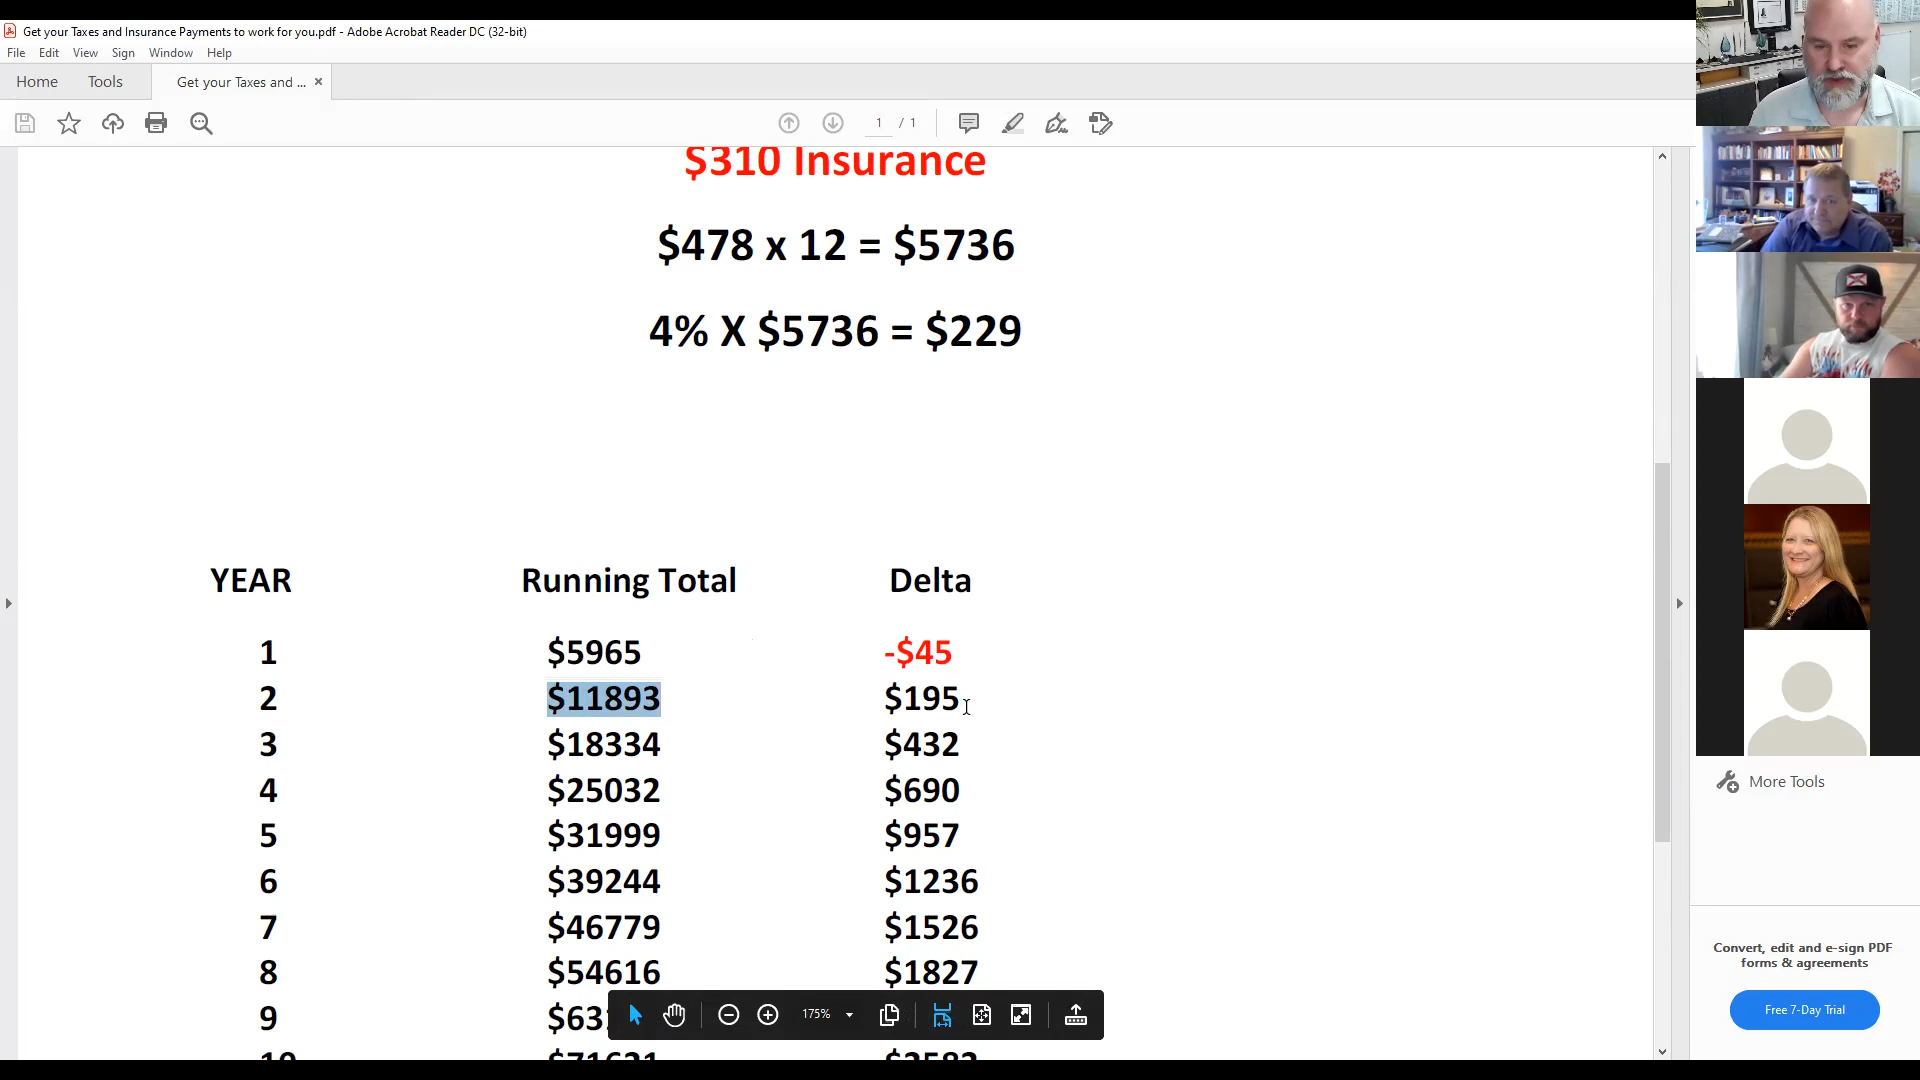 Get your Taxes and Insurance Payments to work for you.pdf - Adobe Acrobat Reader DC (32-bit)
File Edit View Sign Window Help
Home Tools Get your Taxes and ... ×
1 / 1
$310 Insurance
$478 x 12 = $5736
4% X $5736 = $229
YEAR Running Total Delta
1 $5965 -$45
2 $11893 $195
3 $18334 $432
4 $25032 $690
5 $31999 $957
6 $39244 $1236
7 $46779 $1526
8 $54616 $1827
9
175%
More Tools
Convert, edit and e-sign PDF
forms & agreements
Free 7-Day Trial